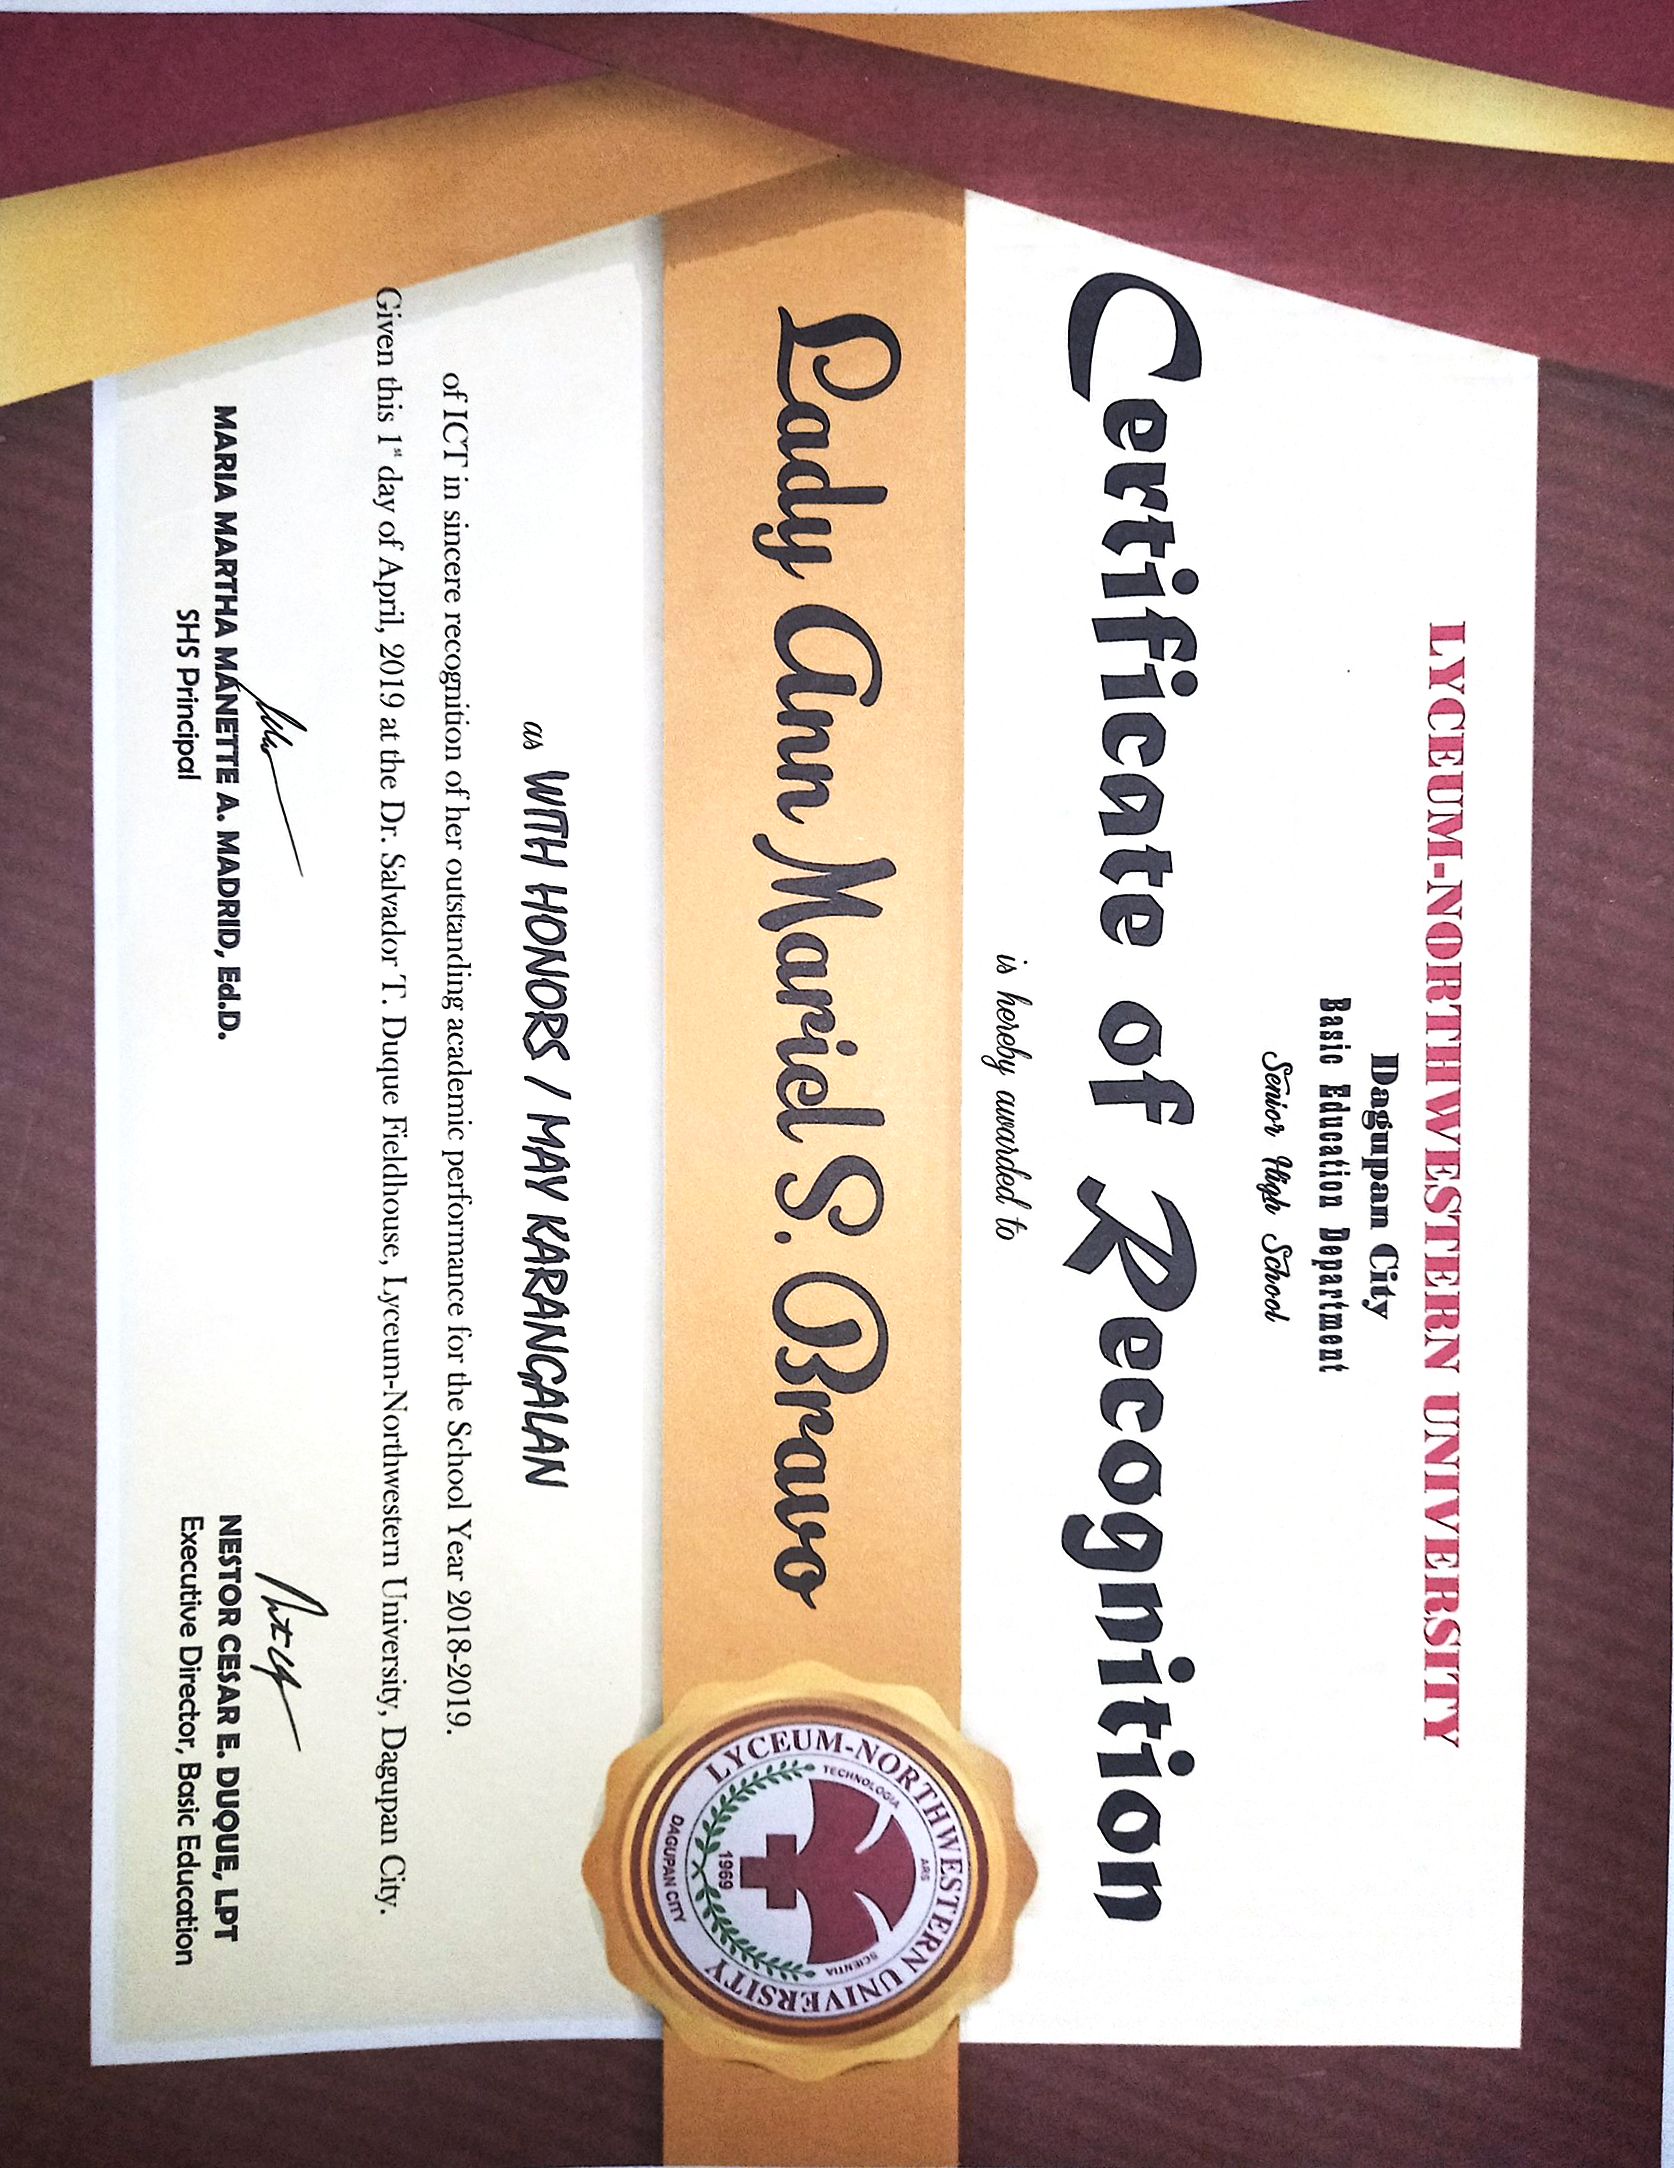 LYCEUM-NORTHWESTERN UNIVERSITY
Dagupan City
Basic Education Department
Senior High School
Certificate of Recognition
is hereby awarded to
Lady Ann Mariel S. Bravo
LYCEUM-NORTHWESTERN UNIVERSITY
ARS
TECHNOLOGIA
SCIENTIA
1969
DAGUPAN CITY
as WITH HONORS / MAY KARANGALAN
of ICT in sincere recognition of her outstanding academic performance for the School Year 2018-2019.
Given this 1st day of April, 2019 at the Dr. Salvador T. Duque Fieldhouse, Lyceum-Northwestern University, Dagupan City.
MARIA MARTHA MANETTE A. MADRID, Ed.D.
SHS Principal
NESTOR CESAR E. DUQUE, LPT
Executive Director, Basic Education